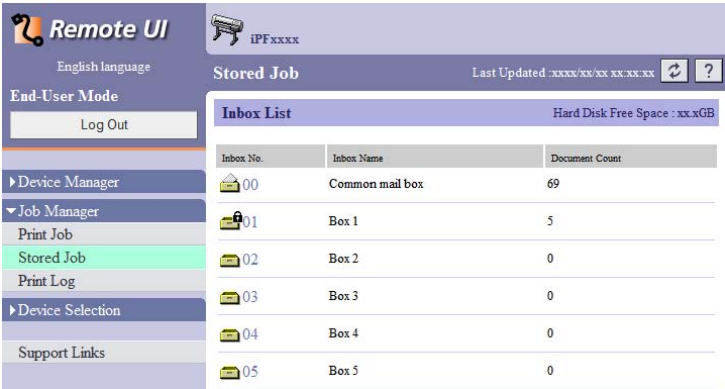 Remote UI
English language
End-User Mode
Log Out
Device Manager
Job Manager
Print Job
Stored Job
Print Log
Device Selection
Support Links
iPFxxxx
Stored Job
Last Updated :xxxx/xx/xx xx:xx:xx
?
Inbox List
Hard Disk Free Space : xx.xGB
Inbox No. Inbox Name Document Count
00 Common mail box 69
01 Box 1 5
02 Box 2 0
03 Box 3 0
04 Box 4 0
05 Box 5 0